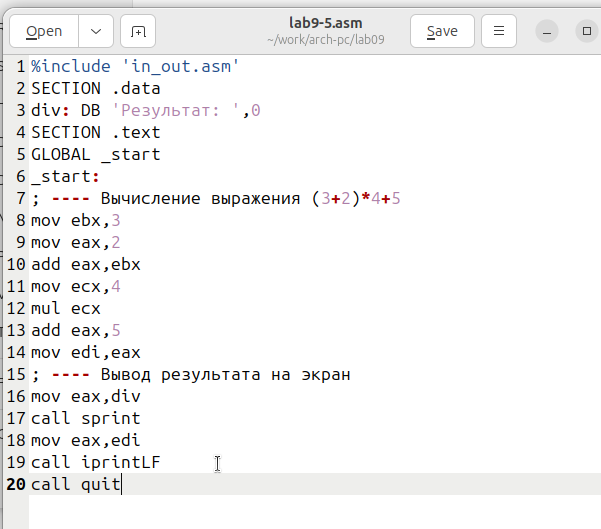 Open
lab9-5.asm
~/work/arch-pc/lab09
Save
1 %include 'in_out.asm'
2 SECTION .data
3 div: DB 'Результат: ',0
4 SECTION .text
5 GLOBAL _start
6 _start:
7 ; ---- Вычисление выражения (3+2)*4+5
8 mov ebx,3
9 mov eax,2
10 add eax,ebx
11 mov ecx,4
12 mul ecx
13 add eax,5
14 mov edi,eax
15 ; ---- Вывод результата на экран
16 mov eax,div
17 call sprint
18 mov eax,edi
19 call iprintLF
20 call quit